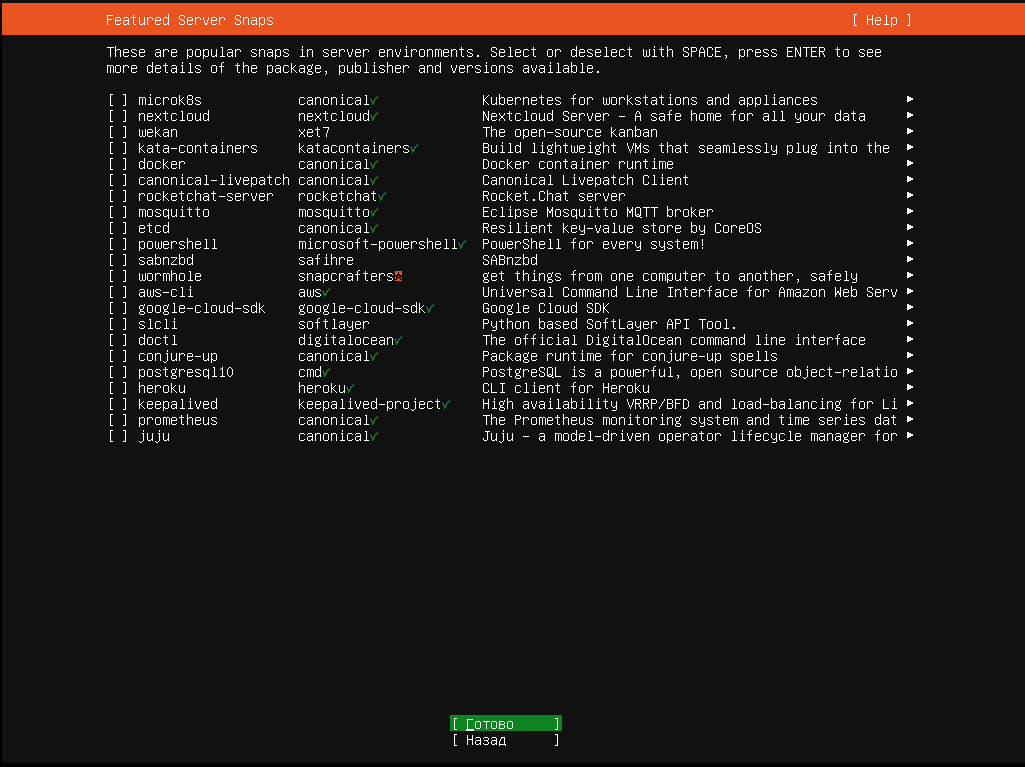 Featured Server Snaps [ Help ]
These are popular snaps in server environments. Select or deselect with SPACE, press ENTER to see
more details of the package, publisher and versions available.
[ ] microk8s canonical✓ Kubernetes for workstations and appliances ▸
[ ] nextcloud nextcloud✓ Nextcloud Server - A safe home for all your data ▸
[ ] wekan xet7 The open-source kanban ▸
[ ] kata-containers katacontainers✓ Build lightweight VMs that seamlessly plug into the ▸
[ ] docker canonical✓ Docker container runtime ▸
[ ] canonical-livepatch canonical✓ Canonical Livepatch Client ▸
[ ] rocketchat-server rocketchat✓ Rocket.Chat server ▸
[ ] mosquitto mosquitto✓ Eclipse Mosquitto MQTT broker ▸
[ ] etcd canonical✓ Resilient key-value store by CoreOS ▸
[ ] powershell microsoft-powershell✓ PowerShell for every system! ▸
[ ] sabnzbd safihre SABnzbd ▸
[ ] wormhole snapcrafters get things from one computer to another, safely ▸
[ ] aws-cli aws✓ Universal Command Line Interface for Amazon Web Serv ▸
[ ] google-cloud-sdk google-cloud-sdk✓ Google Cloud SDK ▸
[ ] slcli softlayer Python based SoftLayer API Tool. ▸
[ ] doctl digitalocean✓ The official DigitalOcean command line interface ▸
[ ] conjure-up canonical✓ Package runtime for conjure-up spells ▸
[ ] postgresql10 cmd✓ PostgreSQL is a powerful, open source object-relatio ▸
[ ] heroku heroku✓ CLI client for Heroku ▸
[ ] keepalived keepalived-project✓ High availability VRRP/BFD and load-balancing for Li ▸
[ ] prometheus canonical✓ The Prometheus monitoring system and time series dat ▸
[ ] juju canonical✓ Juju - a model-driven operator lifecycle manager for ▸
[ Готово ]
[ Назад ]